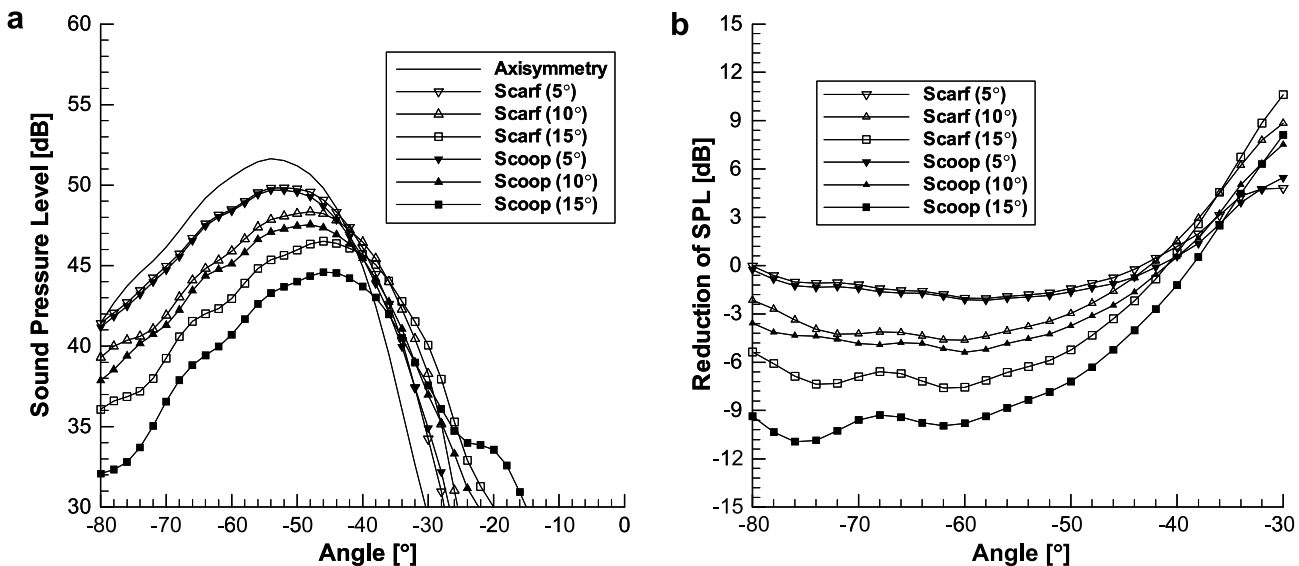 a
Sound Pressure Level [dB]
60
55
50
45
40
35
30
-80
-70
-60
-50
-40
-30
-20
-10
0
Angle [°]
Axisymmetry
Scarf (5°)
Scarf (10°)
Scarf (15°)
Scoop (5°)
Scoop (10°)
Scoop (15°)
b
Reduction of SPL [dB]
15
12
9
6
3
0
-3
-6
-9
-12
-15
-80
-70
-60
-50
-40
-30
Angle [°]
Scarf (5°)
Scarf (10°)
Scarf (15°)
Scoop (5°)
Scoop (10°)
Scoop (15°)